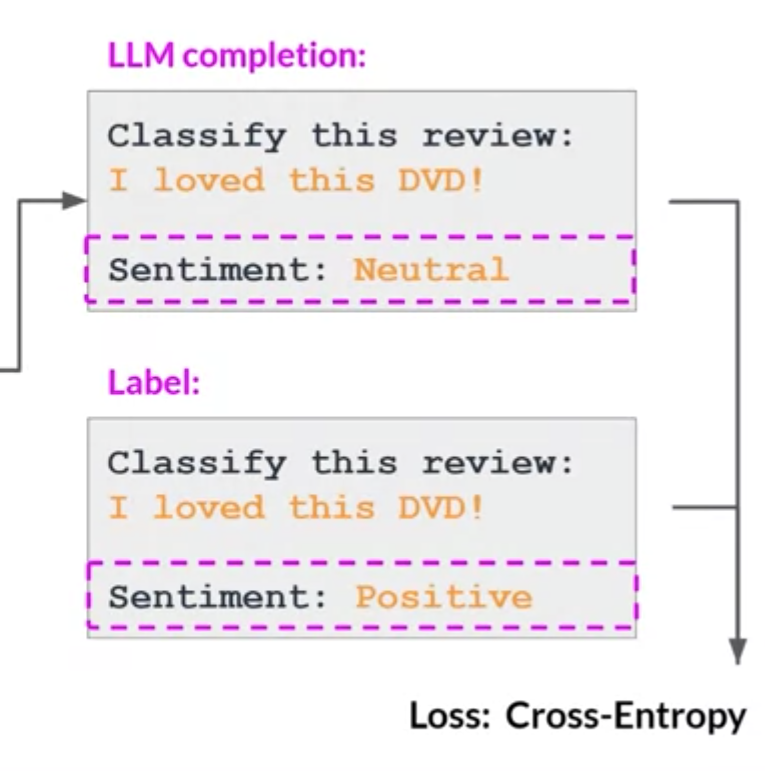 LLM completion:
Classify this review:
I loved this DVD!
Sentiment: Neutral
Label:
Classify this review:
I loved this DVD!
Sentiment: Positive
Loss: Cross-Entropy